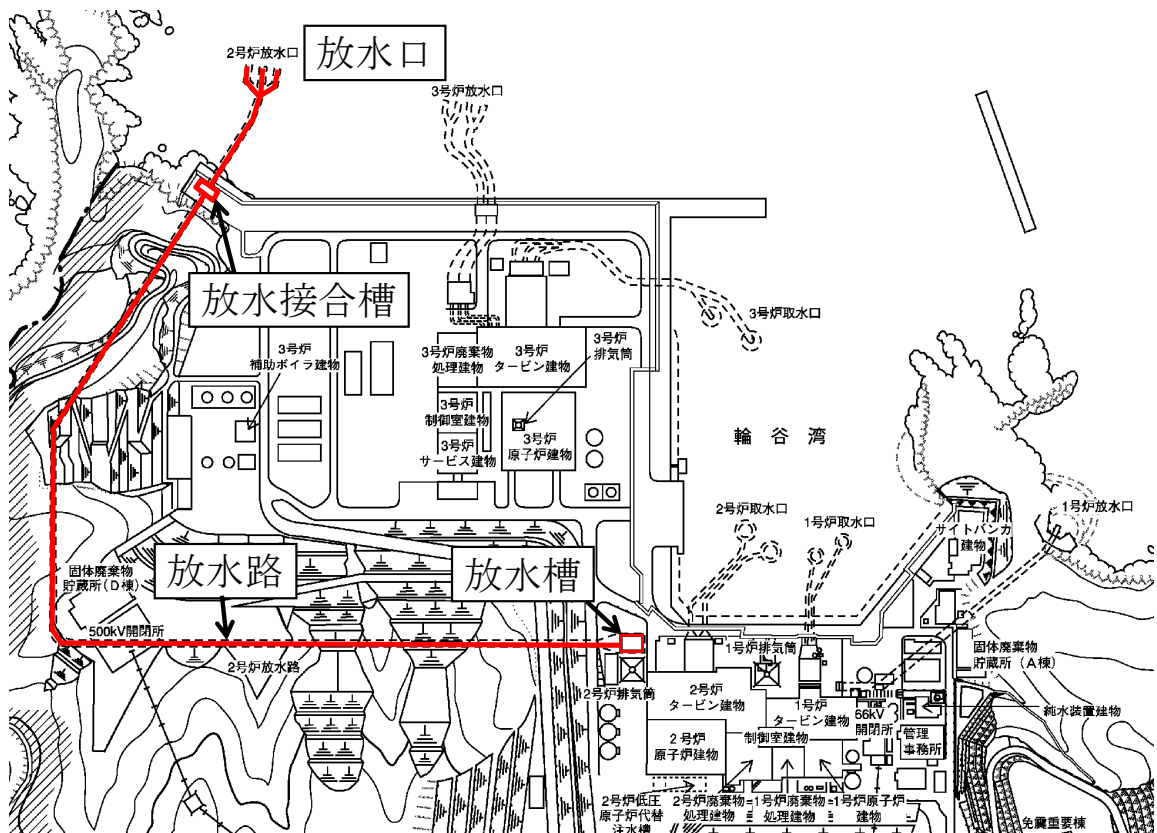 2号炉放水口
放水口
3号炉放水口
放水接合槽
3号炉取水口
3号炉
補助ボイラ建物
3号炉廃棄物
処理建物
3号炉
タービン建物
3号炉
排気筒
3号炉
制御室建物
3号炉
サービス建物
3号炉
原子炉建物
輪谷湾
2号炉取水口
1号炉取水口
サイトバンカ
建物
1号炉放水口
放水路
放水槽
固体廃棄物
貯蔵所(D棟)
500kV開閉所
2号炉放水路
2号炉排気筒
1号炉排気筒
固体廃棄物
貯蔵所(A棟)
2号炉
タービン建物
1号炉
タービン建物
66kV
開閉所
純水装置建物
管理
事務所
2号炉
原子炉建物
制御室建物
2号炉低圧
原子炉代替
注水槽
2号炉廃棄物
処理建物
1号炉廃棄物
処理建物
1号炉原子炉
建物
免震重要棟